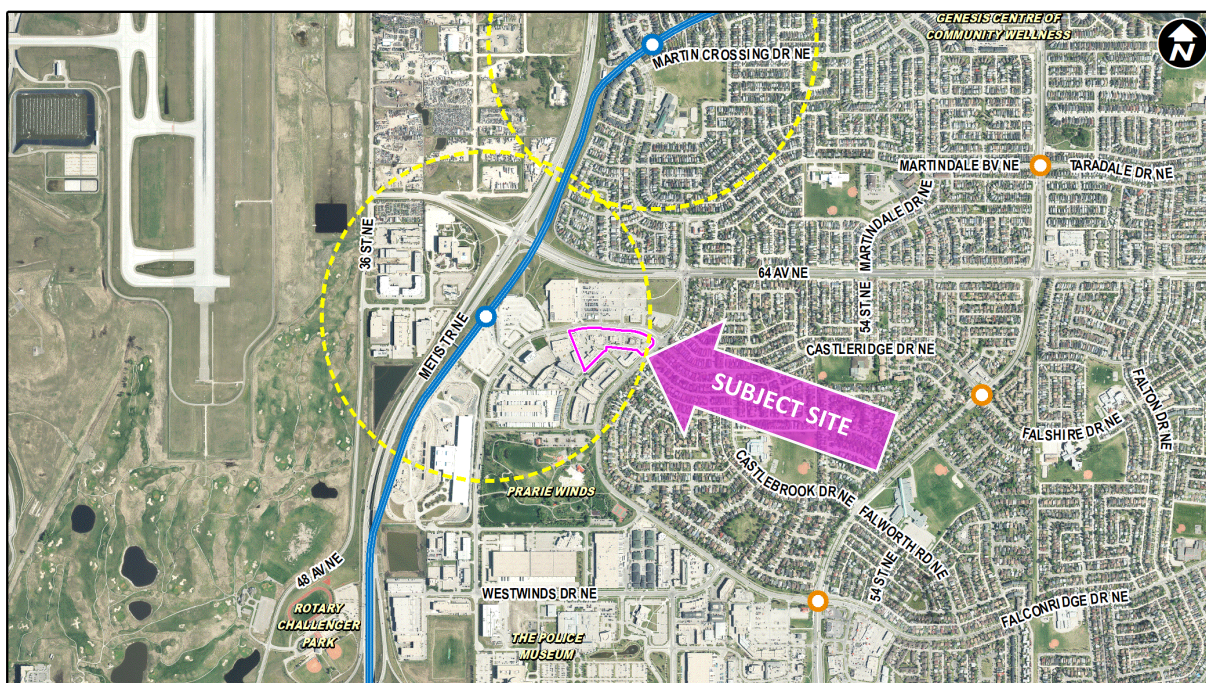 GENESIS CENTRE OF
COMMUNITY WELLNESS
N
MARTIN CROSSING DR NE
MARTINDALE BV NE
TARADALE DR NE
MARTINDALE DR NE
36 ST NE
64 AV NE
54 ST NE
METIS TR NE
CASTLERIDGE DR NE
SUBJECT SITE
FALTON DR NE
FALSHIRE DR NE
CASTLEBROOK DR NE
PRARIE WINDS
FALWORTH RD NE
48 AV NE
WESTWINDS DR NE
54 ST NE
FALCONRIDGE DR NE
ROTARY
CHALLENGER
PARK
THE POLICE
MUSEUM